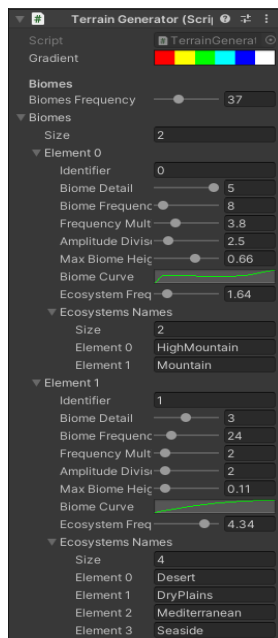 # Terrain Generator (Scri
Script # TerrainGenerat
Gradient
Biomes
Biomes Frequency 37
Biomes
Size 2
Element 0
Identifier 0
Biome Detail 5
Biome Frequenc 8
Frequency Mult 3.8
Amplitude Divis 2.5
Max Biome Heig 0.66
Biome Curve
Ecosystem Freq 1.64
Ecosystems Names
Size 2
Element 0 HighMountain
Element 1 Mountain
Element 1
Identifier 1
Biome Detail 3
Biome Frequenc 24
Frequency Mult 2
Amplitude Divis 2
Max Biome Heig 0.11
Biome Curve
Ecosystem Freq 4.34
Ecosystems Names
Size 4
Element 0 Desert
Element 1 DryPlains
Element 2 Mediterranean
Element 3 Seaside